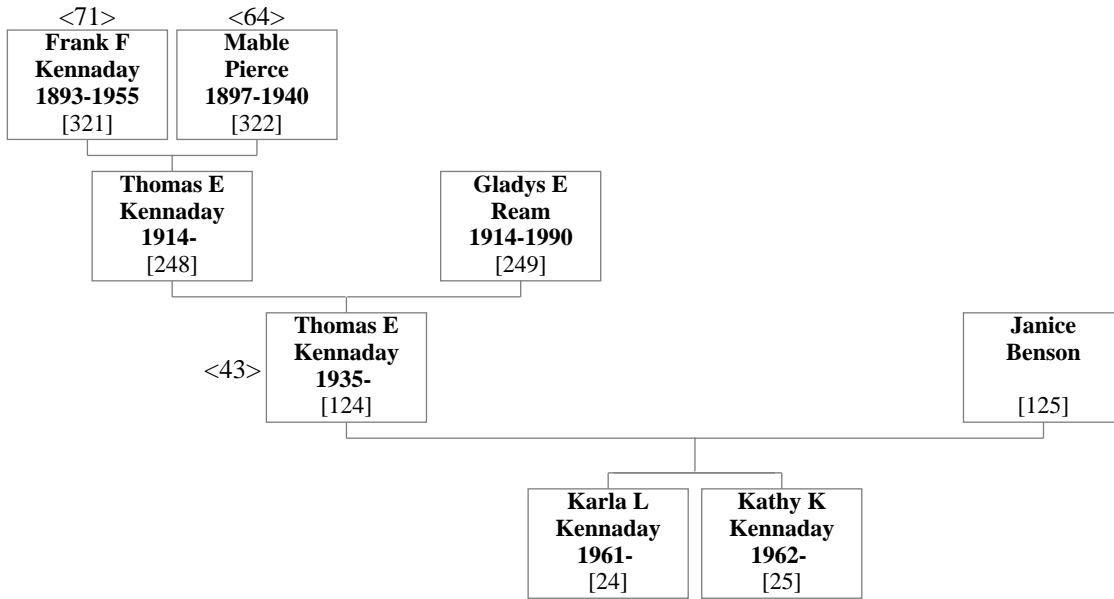 <71>
<64>
Frank F
Kennaday
1893-1955
[321]
Mable
Pierce
1897-1940
[322]
Thomas E
Kennaday
1914-
[248]
Gladys E
Ream
1914-1990
[249]
<43>
Thomas E
Kennaday
1935-
[124]
Janice
Benson
[125]
Karla L
Kennaday
1961-
[24]
Kathy K
Kennaday
1962-
[25]